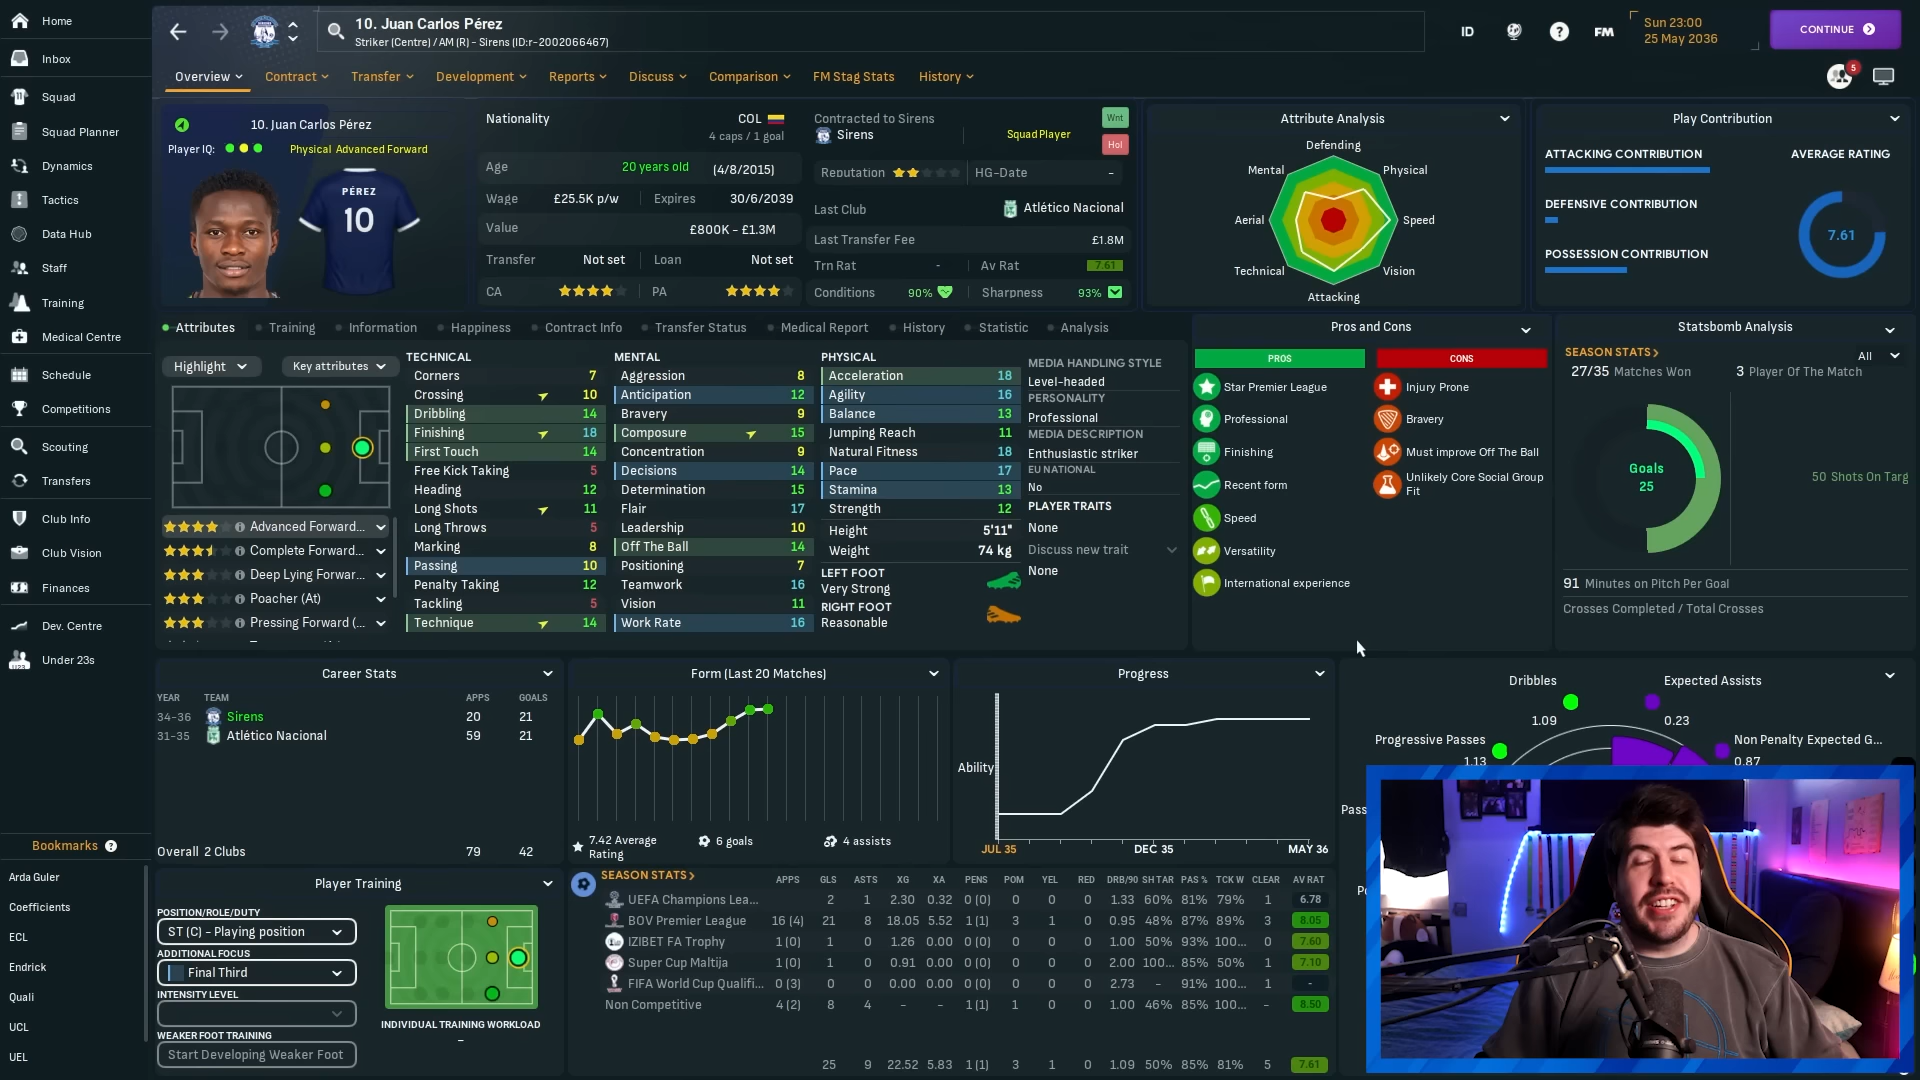 Home
Inbox
Squad
Squad Planner
Dynamics
Tactics
Data Hub
Staff
Training
Medical Centre
Schedule
Competitions
Scouting
Transfers
Club Info
Club Vision
Finances
Dev. Centre
Under 23s
Bookmarks ?
Arda Guler
Coefficients
ECL
Endrick
Quali
UCL
UEL
10. Juan Carlos Pérez
Striker (Centre) / AM (R) - Sirens (ID:r-2002066467)
ID
?
FM
Sun 23:00
25 May 2036
CONTINUE
Overview Contract Transfer Development Reports Discuss Comparison FM Stag Stats History
5
10. Juan Carlos Pérez
Player IQ: Physical Advanced Forward
PÉREZ
10
Nationality COL
4 caps / 1 goal
Age 20 years old (4/8/2015)
Wage £25.5K p/w Expires 30/6/2039
Value £800K - £1.3M
Transfer Not set Loan Not set
CA PA
Contracted to Sirens
Sirens Squad Player
Wnt
Hol
Reputation HG-Date -
Last Club Atlético Nacional
Last Transfer Fee £1.8M
Trn Rat - Av Rat 7.61
Conditions 90% Sharpness 93%
Attribute Analysis
Defending
Mental Physical
Aerial Speed
Technical Vision
Attacking
Play Contribution
ATTACKING CONTRIBUTION
DEFENSIVE CONTRIBUTION
POSSESSION CONTRIBUTION
AVERAGE RATING
7.61
Attributes Training Information Happiness Contract Info Transfer Status Medical Report History Statistic Analysis
Highlight Key attributes
Advanced Forward...
Complete Forward...
Deep Lying Forwar...
Poacher (At)
Pressing Forward (...
TECHNICAL
Corners 7
Crossing 10
Dribbling 14
Finishing 18
First Touch 14
Free Kick Taking 5
Heading 12
Long Shots 11
Long Throws 5
Marking 8
Passing 10
Penalty Taking 12
Tackling 5
Technique 14
MENTAL
Aggression 8
Anticipation 12
Bravery 9
Composure 15
Concentration 9
Decisions 14
Determination 15
Flair 17
Leadership 10
Off The Ball 14
Positioning 7
Teamwork 16
Vision 11
Work Rate 16
PHYSICAL
Acceleration 18
Agility 16
Balance 13
Jumping Reach 11
Natural Fitness 18
Pace 17
Stamina 13
Strength 12
Height 5'11"
Weight 74 kg
LEFT FOOT
Very Strong
RIGHT FOOT
Reasonable
MEDIA HANDLING STYLE
Level-headed
PERSONALITY
Professional
MEDIA DESCRIPTION
Enthusiastic striker
EU NATIONAL
No
PLAYER TRAITS
None
Discuss new trait
None
Pros and Cons
PROS
Star Premier League
Professional
Finishing
Recent form
Speed
Versatility
International experience
CONS
Injury Prone
Bravery
Must improve Off The Ball
Unlikely Core Social Group
Fit
Statsbomb Analysis
SEASON STATS > All
27/35 Matches Won 3 Player Of The Match
Goals
25
50 Shots On Targ
91 Minutes on Pitch Per Goal
Crosses Completed / Total Crosses
Career Stats
YEAR TEAM APPS GOALS
34-36 Sirens 20 21
31-35 Atlético Nacional 59 21
Overall 2 Clubs 79 42
Form (Last 20 Matches)
7.42 Average
Rating
6 goals
4 assists
Progress
Ability
JUL 35 DEC 35 MAY 36
Dribbles
1.09
Expected Assists
0.23
Progressive Passes
1.13
Non Penalty Expected G...
0.87
Pass
Po
Player Training
POSITION/ROLE/DUTY
ST (C) - Playing position
ADDITIONAL FOCUS
Final Third
INTENSITY LEVEL
WEAKER FOOT TRAINING
Start Developing Weaker Foot
INDIVIDUAL TRAINING WORKLOAD
-
SEASON STATS > APPS GLS ASTS XG XA PENS POM YEL RED DRB/90 SH TAR PAS % TCK W CLEAR AV RAT
UEFA Champions Lea... 2 1 2.30 0.32 0 (0) 0 0 0 1.33 60% 81% 79% 1 6.78
BOV Premier League 16 (4) 21 8 18.05 5.52 1 (1) 3 1 0 0.95 48% 87% 89% 3 8.05
IZIBET FA Trophy 1 (0) 1 0 1.26 0.00 0 (0) 0 0 0 1.00 50% 93% 100... 0 7.60
Super Cup Maltija 1 (0) 1 0 0.91 0.00 0 (0) 0 0 0 2.00 100... 85% 50% 1 7.10
FIFA World Cup Qualifi... 0 (3) 0 0 0.00 0.00 0 (0) 0 0 0 2.73 - 91% 100... 1 -
Non Competitive 4 (2) 8 4 - - 1 (1) 1 0 0 1.00 46% 85% 100... - 8.50
25 9 22.52 5.83 1 (1) 3 1 0 1.09 50% 85% 81% 5 7.61